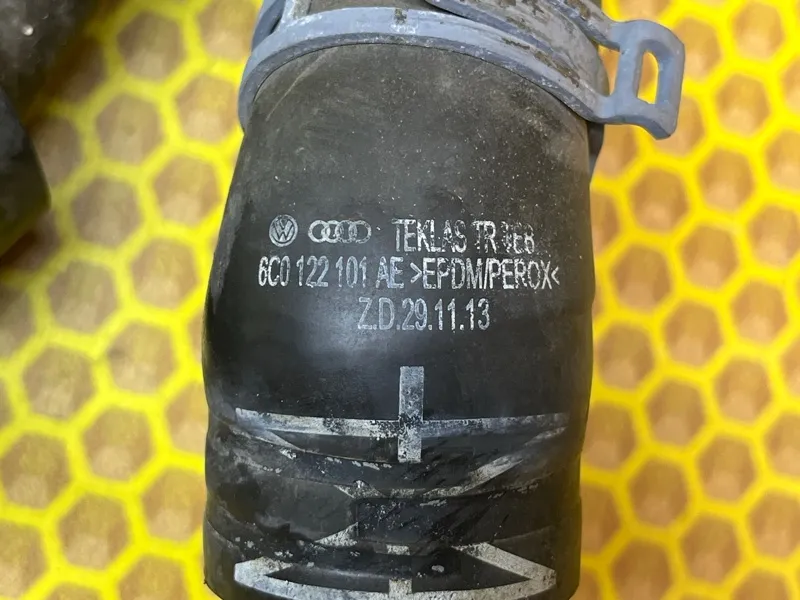 TEKLAS TR
6C0 122 101 AE >EPDM/PEROX<
Z.D.29.11.13